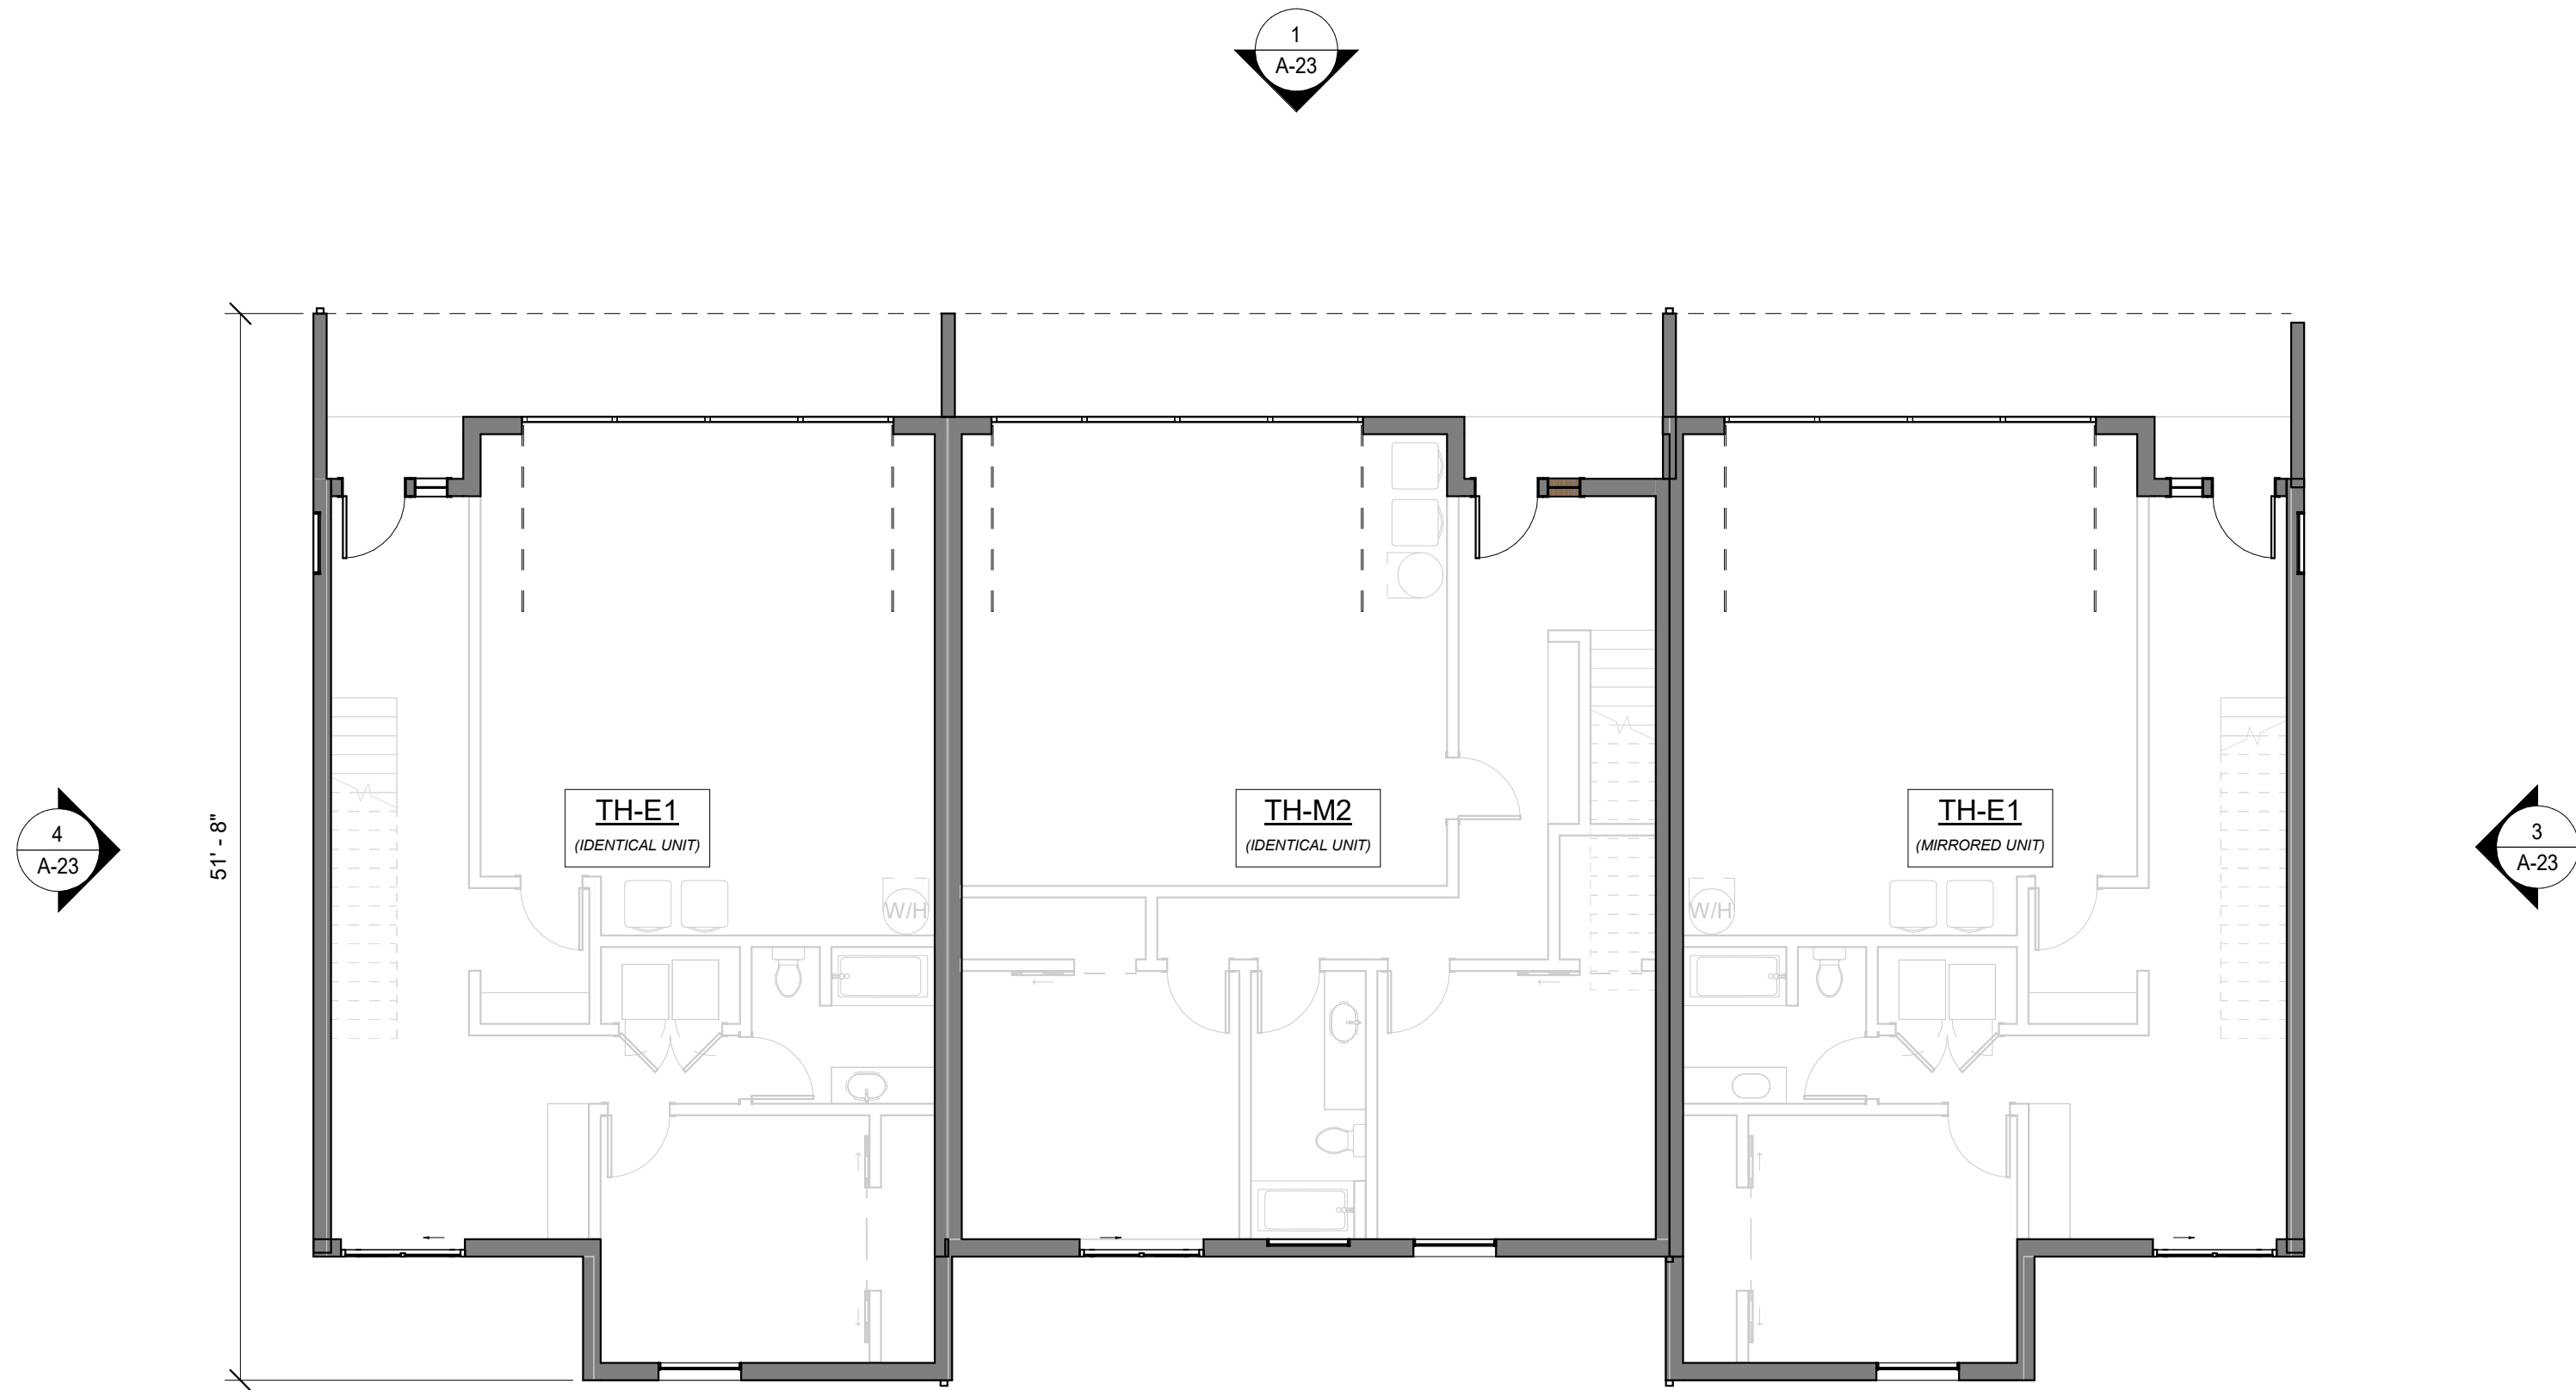 1
A-23
51' - 8"
4
A-23
TH-E1
(IDENTICAL UNIT)
TH-M2
(IDENTICAL UNIT)
TH-E1
(MIRRORED UNIT)
3
A-23
W/H
W/H